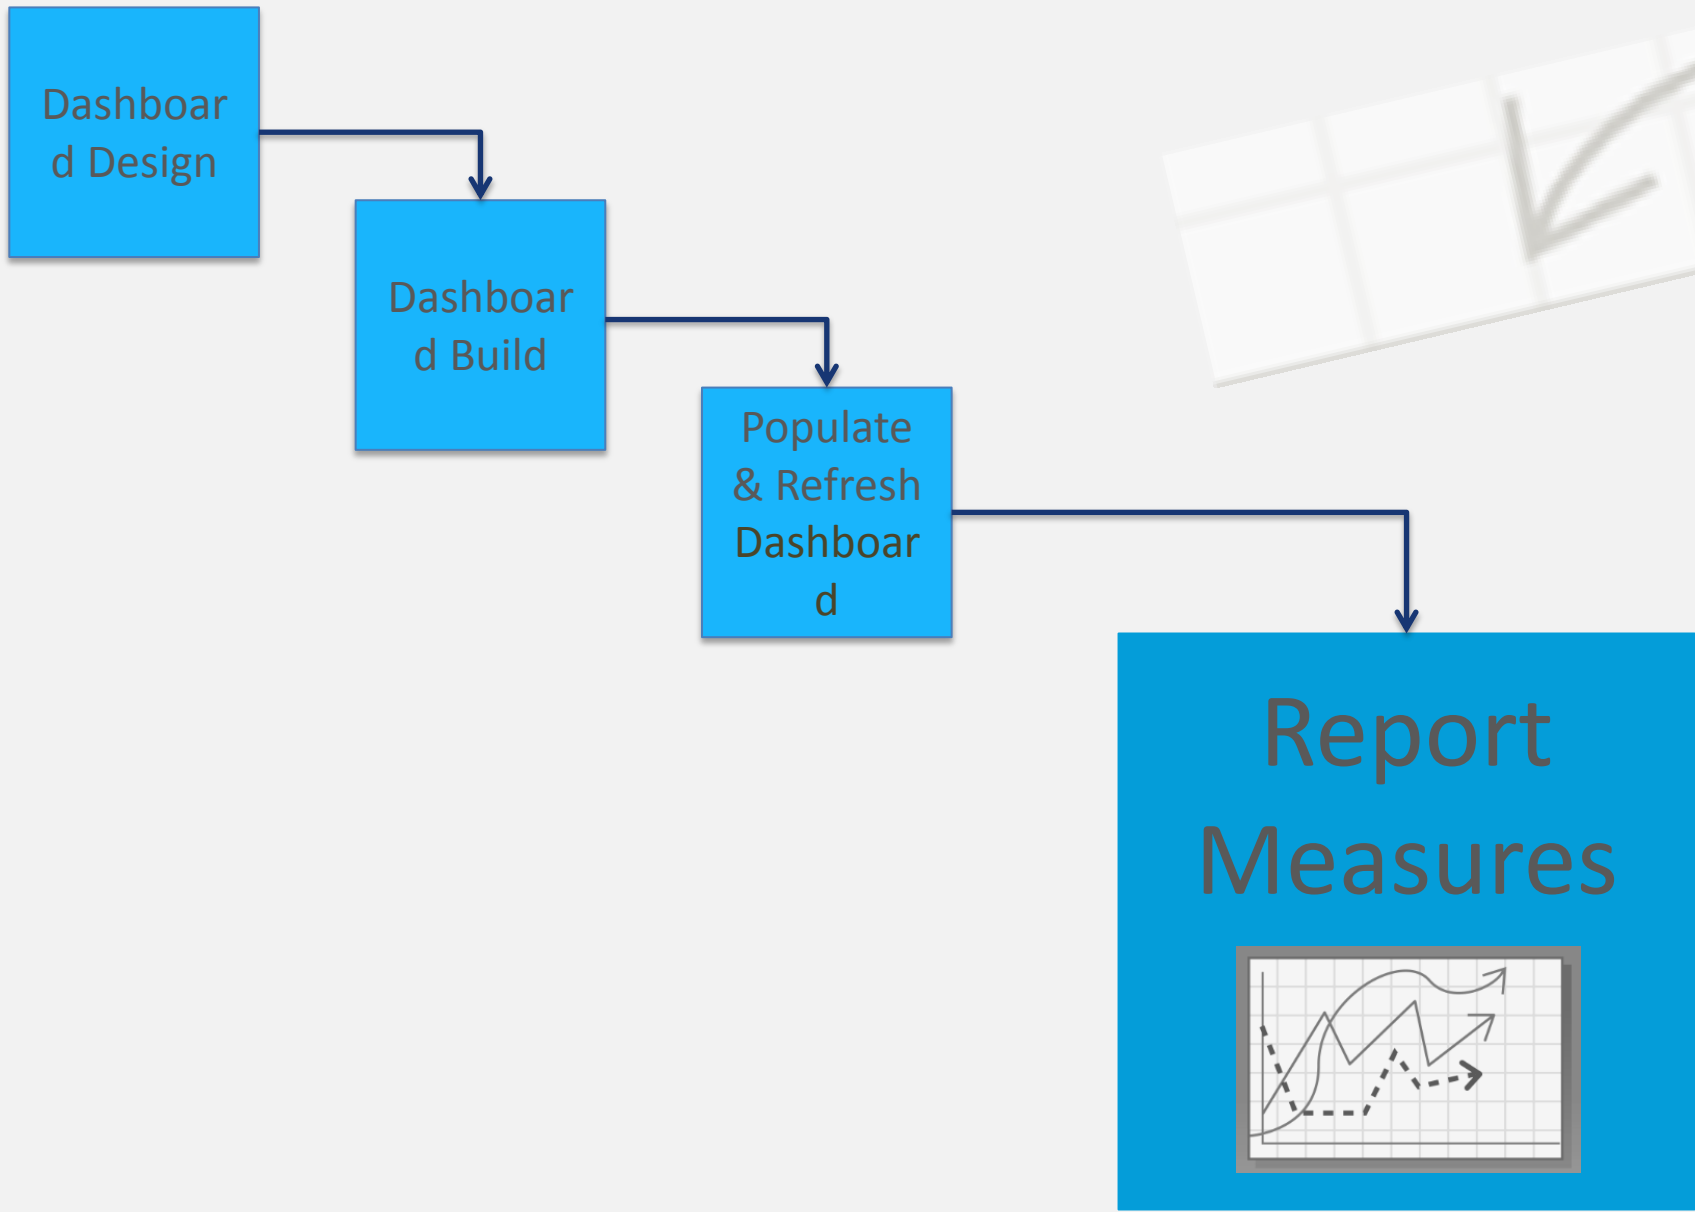 Dashboar
d Design
Dashboar
d Build
Populate
& Refresh
Dashboar
d
Report
Measures